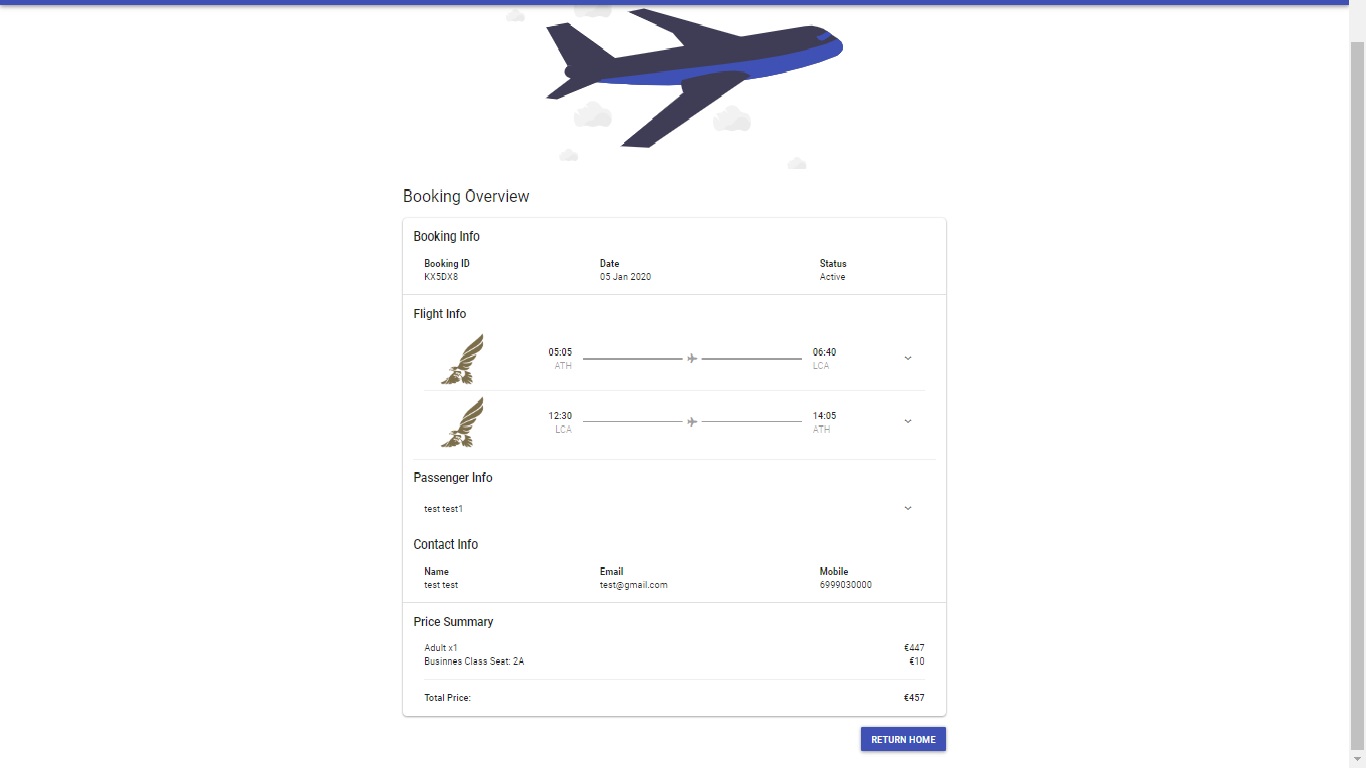 Booking Overview
Booking Info
Booking ID Date Status
KX5DX8 05 Jan 2020 Active
Flight Info
05:05 06:40
ATH LCA
12:30 14:05
LCA ATH
Passenger Info
test test1
Contact Info
Name Email Mobile
test test test@gmail.com 6999030000
Price Summary
Adult x1 €447
Businnes Class Seat: 2A €10
Total Price: €457
RETURN HOME